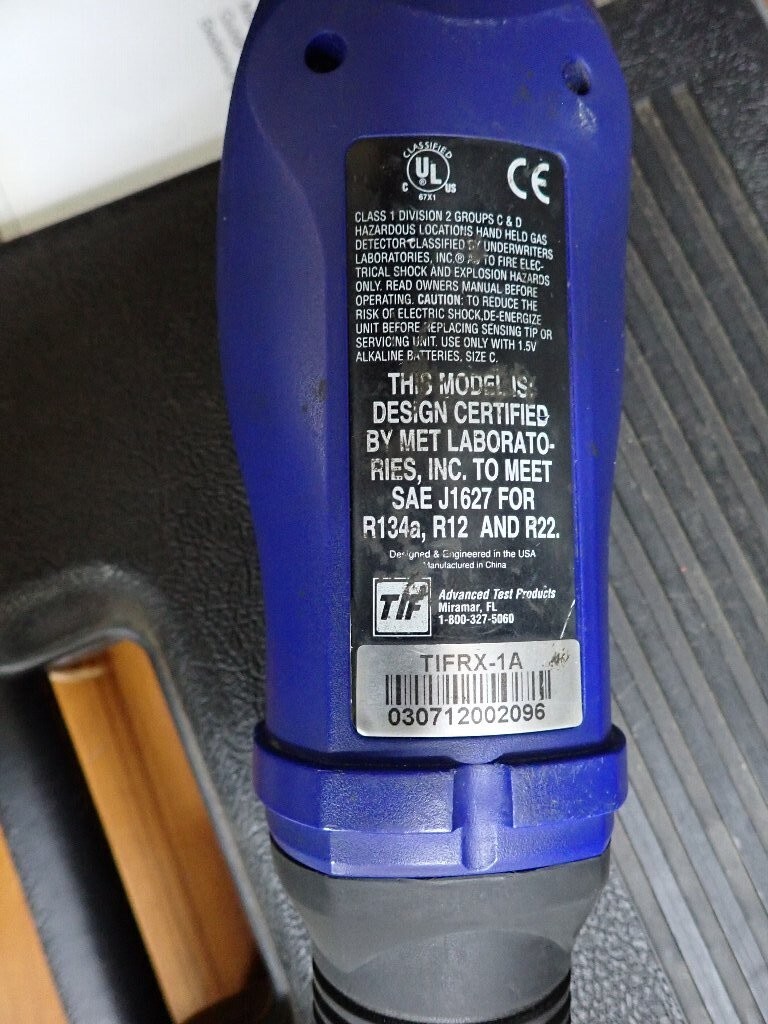 CLASSIFIED
C UL® US
67X1
CE
CLASS 1 DIVISION 2 GROUPS C & D
HAZARDOUS LOCATIONS HAND HELD GAS
DETECTOR CLASSIFIED BY UNDERWRITERS
LABORATORIES, INC.® AS TO FIRE ELEC-
TRICAL SHOCK AND EXPLOSION HAZARDS
ONLY. READ OWNERS MANUAL BEFORE
OPERATING. CAUTION: TO REDUCE THE
RISK OF ELECTRIC SHOCK,DE-ENERGIZE
UNIT BEFORE REPLACING SENSING TIP OR
SERVICING UNIT. USE ONLY WITH 1.5V
ALKALINE BATTERIES, SIZE C.
THIS MODEL IS
DESIGN CERTIFIED
BY MET LABORATO-
RIES, INC. TO MEET
SAE J1627 FOR
R134a, R12 AND R22.
Designed & Engineered in the USA
Manufactured in China
TIF
Advanced Test Products
Miramar, FL
1-800-327-5060
TIFRX-1A
030712002096